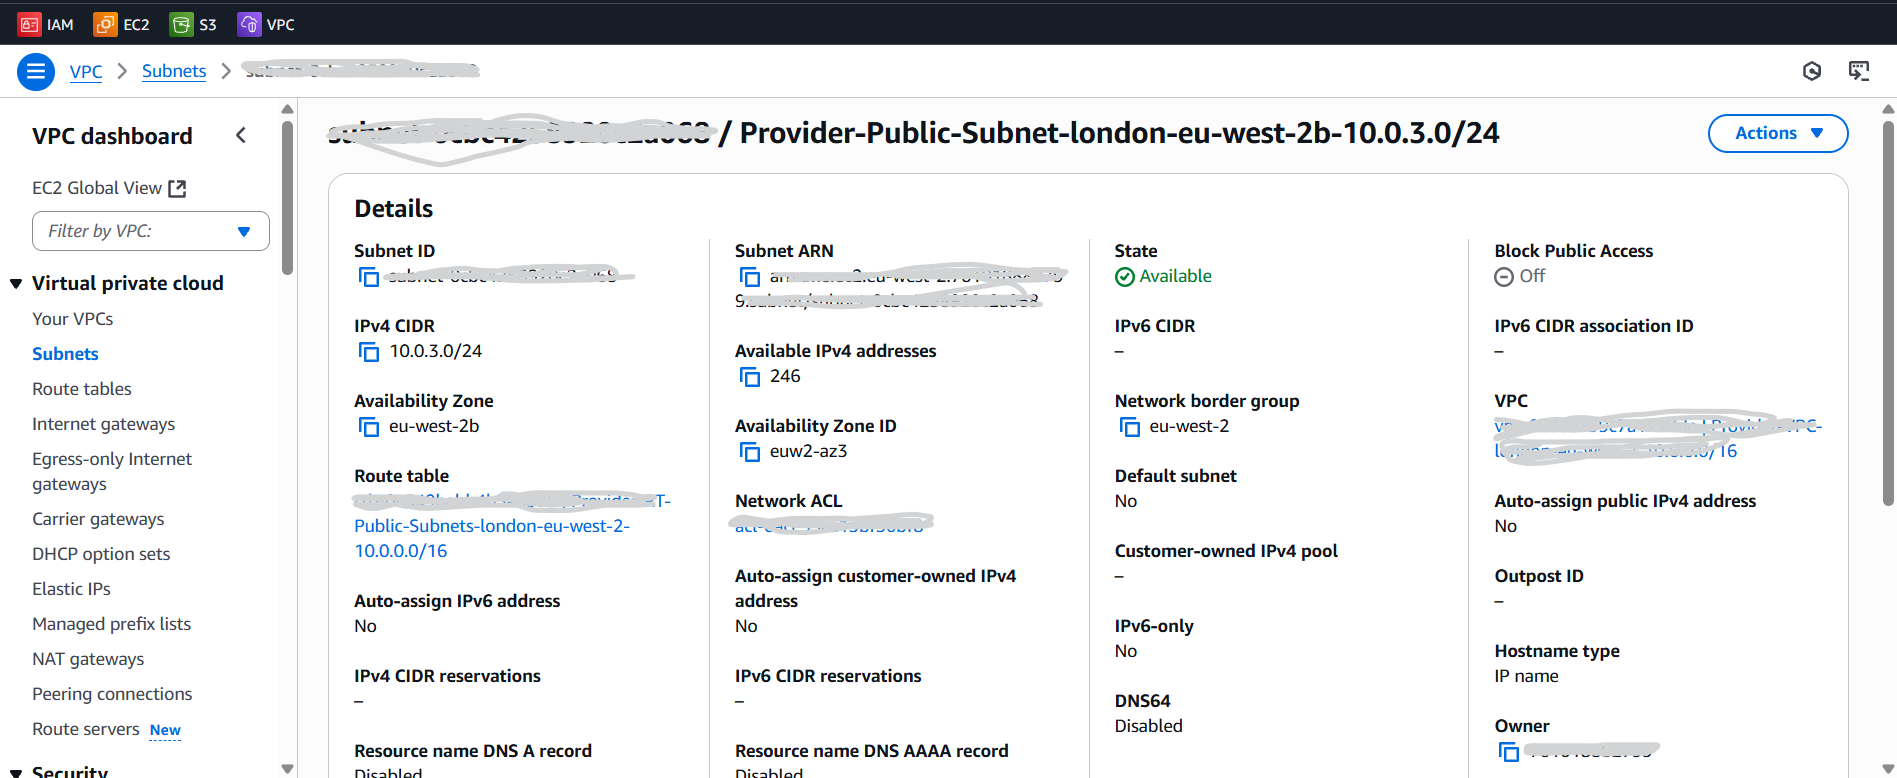 IAM EC2 S3 VPC
VPC > Subnets >
VPC dashboard
EC2 Global View
Filter by VPC:
Virtual private cloud
Your VPCs
Subnets
Route tables
Internet gateways
Egress-only Internet
gateways
Carrier gateways
DHCP option sets
Elastic IPs
Managed prefix lists
NAT gateways
Peering connections
Route servers New
Security
/ Provider-Public-Subnet-london-eu-west-2b-10.0.3.0/24
Actions
Details
Subnet ID
IPv4 CIDR
10.0.3.0/24
Availability Zone
eu-west-2b
Route table
Public-Subnets-london-eu-west-2-
10.0.0.0/16
Auto-assign IPv6 address
No
IPv4 CIDR reservations
–
Resource name DNS A record
Disabled
Subnet ARN
Available IPv4 addresses
246
Availability Zone ID
euw2-az3
Network ACL
Auto-assign customer-owned IPv4
address
No
IPv6 CIDR reservations
–
Resource name DNS AAAA record
Disabled
State
Available
IPv6 CIDR
–
Network border group
eu-west-2
Default subnet
No
Customer-owned IPv4 pool
–
IPv6-only
No
DNS64
Disabled
Block Public Access
Off
IPv6 CIDR association ID
–
VPC
Auto-assign public IPv4 address
No
Outpost ID
–
Hostname type
IP name
Owner